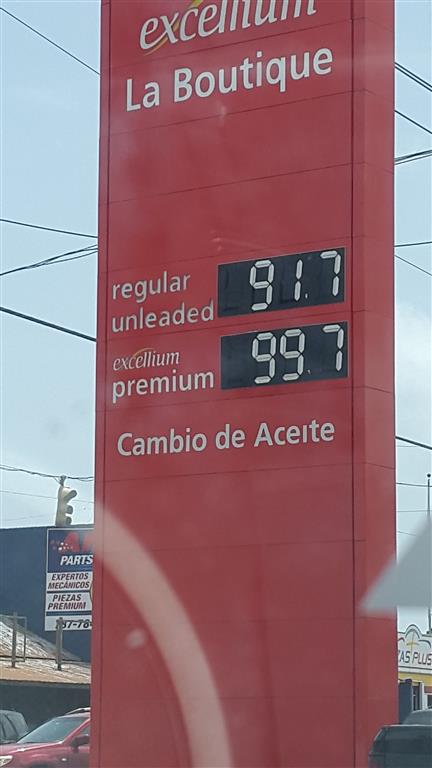 excellium
La Boutique
regular
unleaded
91.7
excellium
premium
99.7
Cambio de Aceite
PARTS
EXPERTOS
MECÁNICOS
PIEZAS
PREMIUM
PLUS